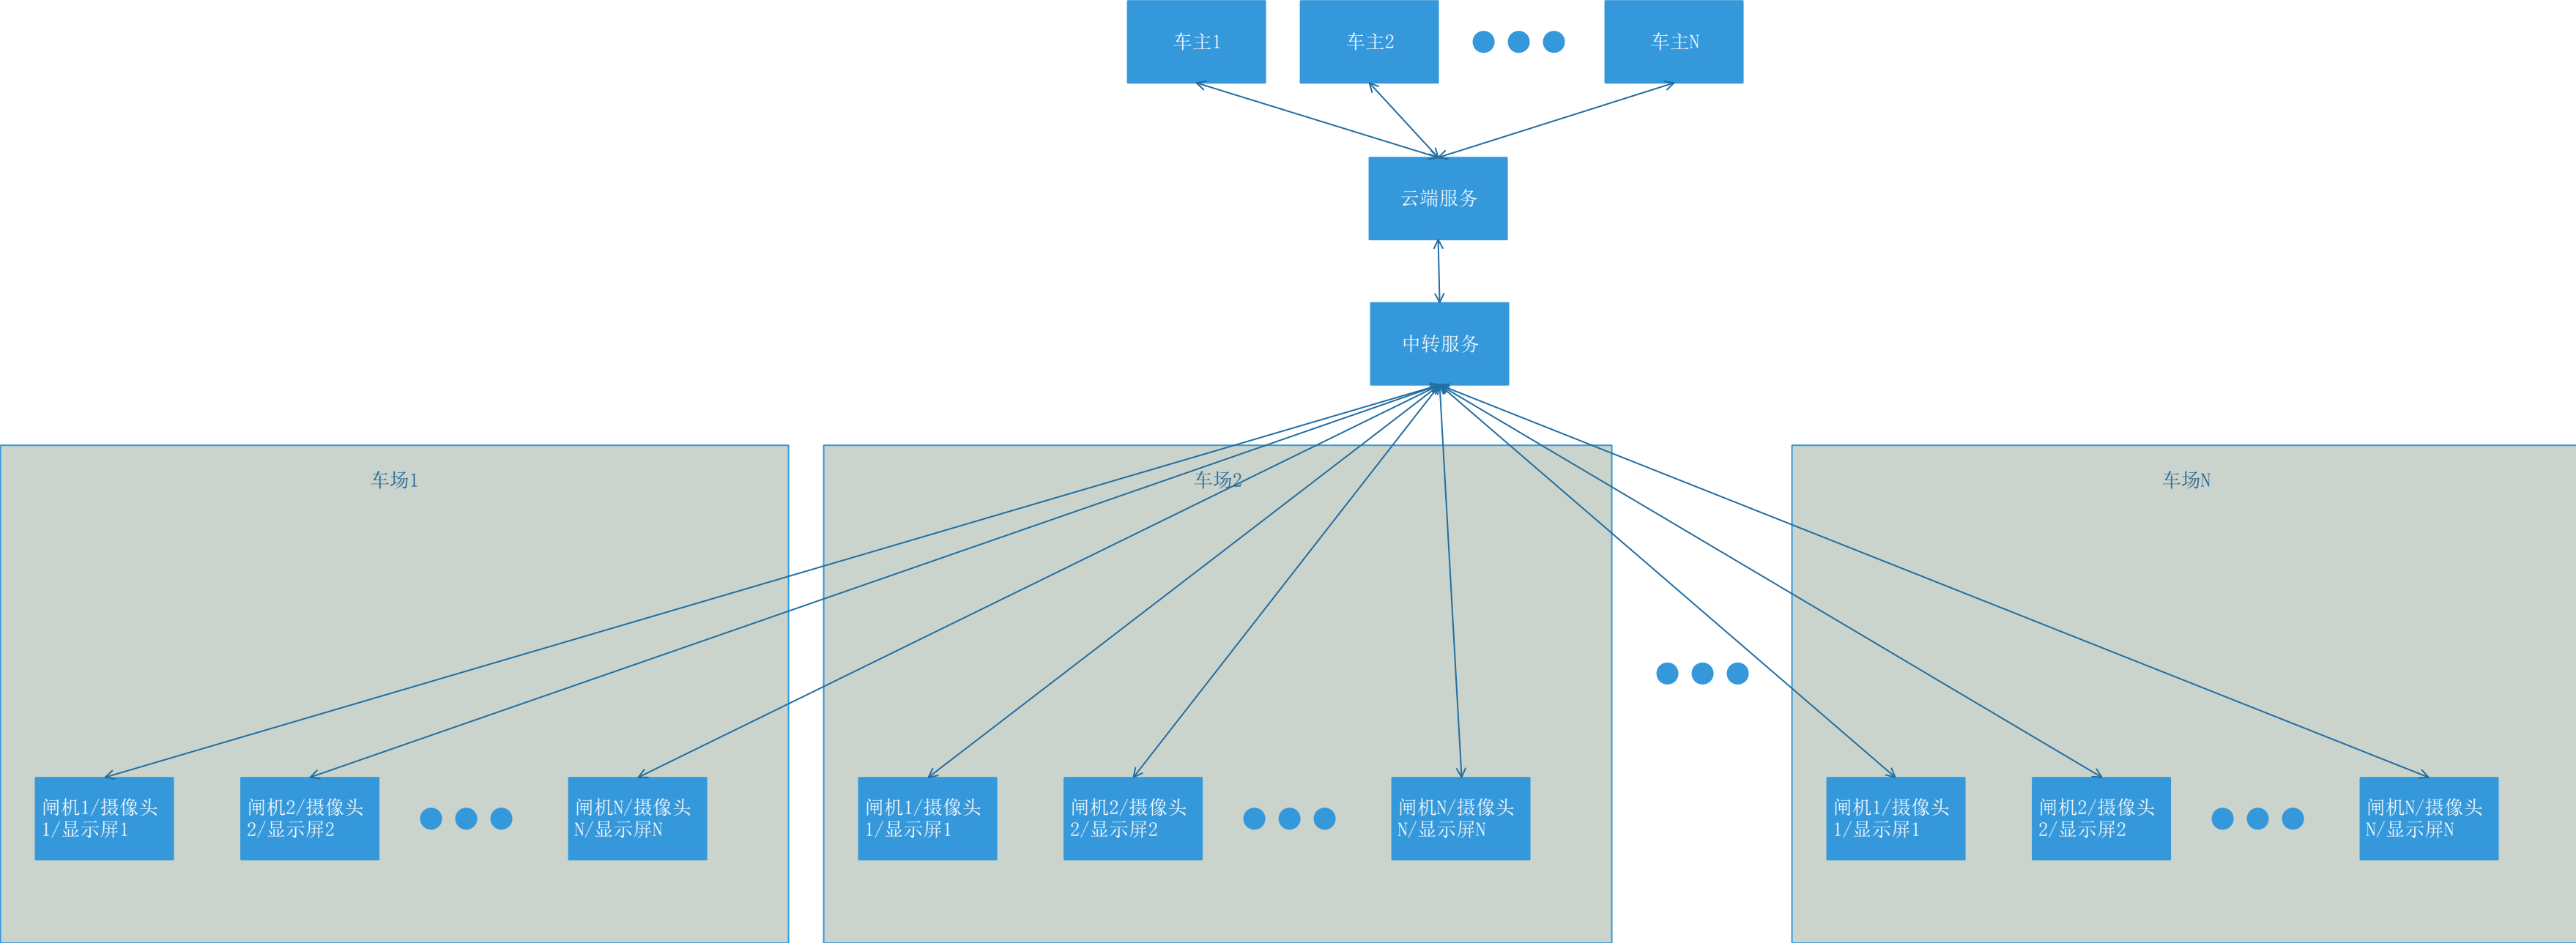 车主1
车主2
车主N
云端服务
中转服务
车场1
车场2
车场N
闸机1/摄像头
1/显示屏1
闸机2/摄像头
2/显示屏2
闸机N/摄像头
N/显示屏N
闸机1/摄像头
1/显示屏1
闸机2/摄像头
2/显示屏2
闸机N/摄像头
N/显示屏N
闸机1/摄像头
1/显示屏1
闸机2/摄像头
2/显示屏2
闸机N/摄像头
N/显示屏N